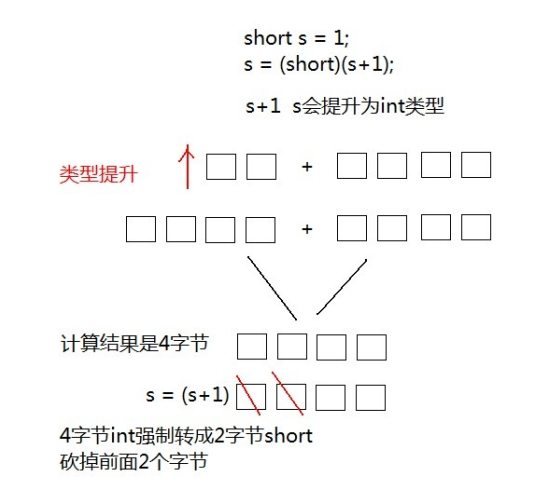 short s = 1;
s = (short)(s+1);
s+1 s会提升为int类型
类型提升
+
+
计算结果是4字节
s = (s+1)
4字节int强制转成2字节short
砍掉前面2个字节